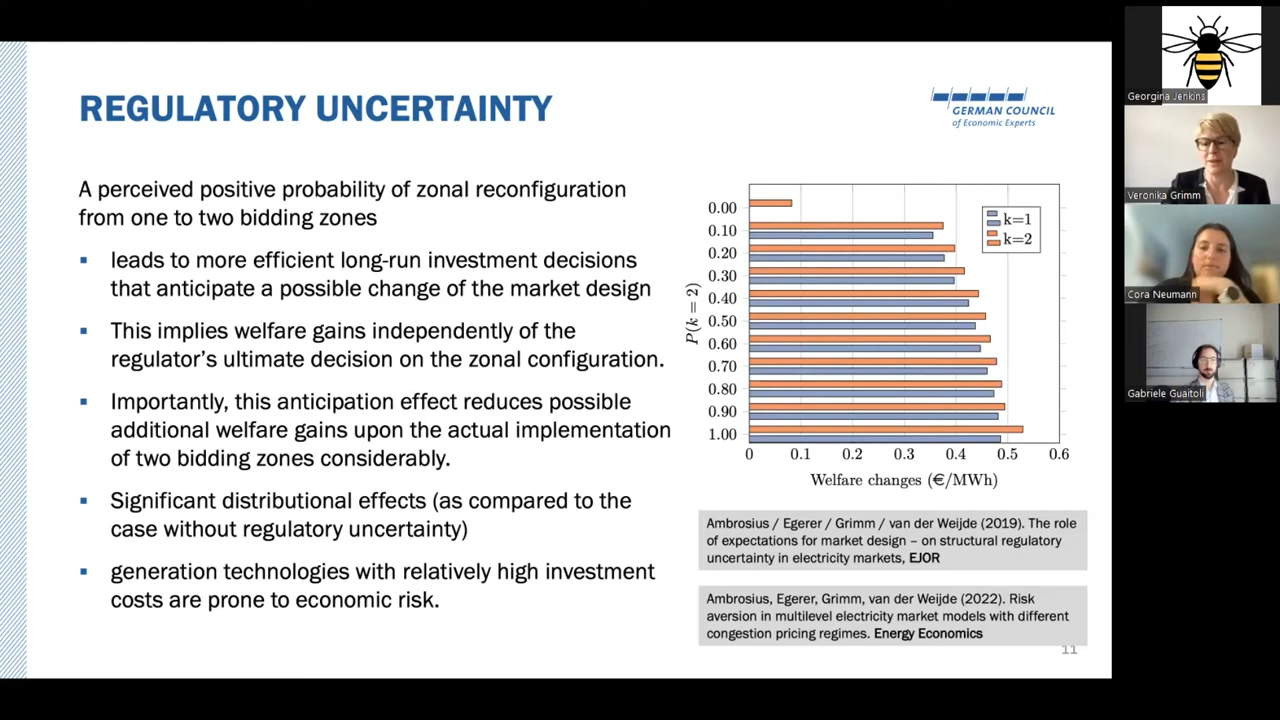 REGULATORY UNCERTAINTY
GERMAN COUNCIL
of Economic Experts
A perceived positive probability of zonal reconfiguration
from one to two bidding zones
▪ leads to more efficient long-run investment decisions
that anticipate a possible change of the market design
▪ This implies welfare gains independently of the
regulator’s ultimate decision on the zonal configuration.
▪ Importantly, this anticipation effect reduces possible
additional welfare gains upon the actual implementation
of two bidding zones considerably.
▪ Significant distributional effects (as compared to the
case without regulatory uncertainty)
▪ generation technologies with relatively high investment
costs are prone to economic risk.
P(k = 2)
0.00
0.10
0.20
0.30
0.40
0.50
0.60
0.70
0.80
0.90
1.00
k=1
k=2
0 0.1 0.2 0.3 0.4 0.5 0.6
Welfare changes (€/MWh)
Ambrosius / Egerer / Grimm / van der Weijde (2019). The role
of expectations for market design – on structural regulatory
uncertainty in electricity markets, EJOR
Ambrosius, Egerer, Grimm, van der Weijde (2022). Risk
aversion in multilevel electricity market models with different
congestion pricing regimes. Energy Economics
11
Georgina Jenkins
Veronika Grimm
Cora Neumann
Gabriele Guaitoli